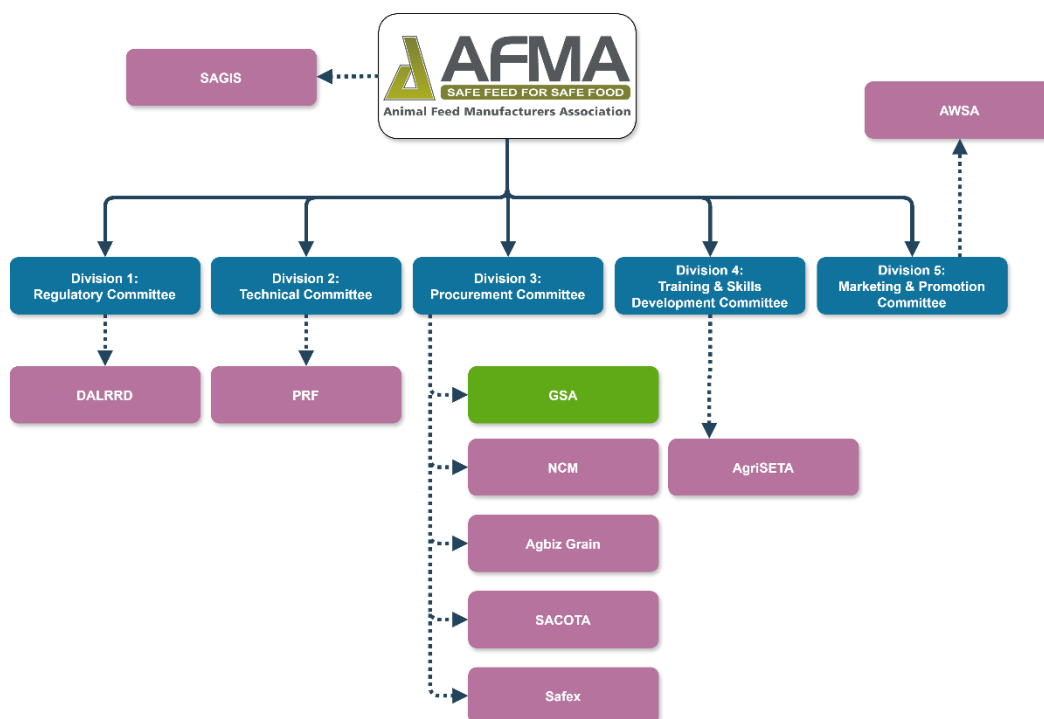 SAGIS
AFMA
SAFE FEED FOR SAFE FOOD
Animal Feed Manufacturers Association
AWSA
Division 1:
Regulatory Committee
Division 2:
Technical Committee
Division 3:
Procurement Committee
Division 4:
Training & Skills
Development Committee
Division 5:
Marketing & Promotion
Committee
DALRRD
PRF
GSA
NCM
AgriSETA
Agbiz Grain
SACOTA
Safex